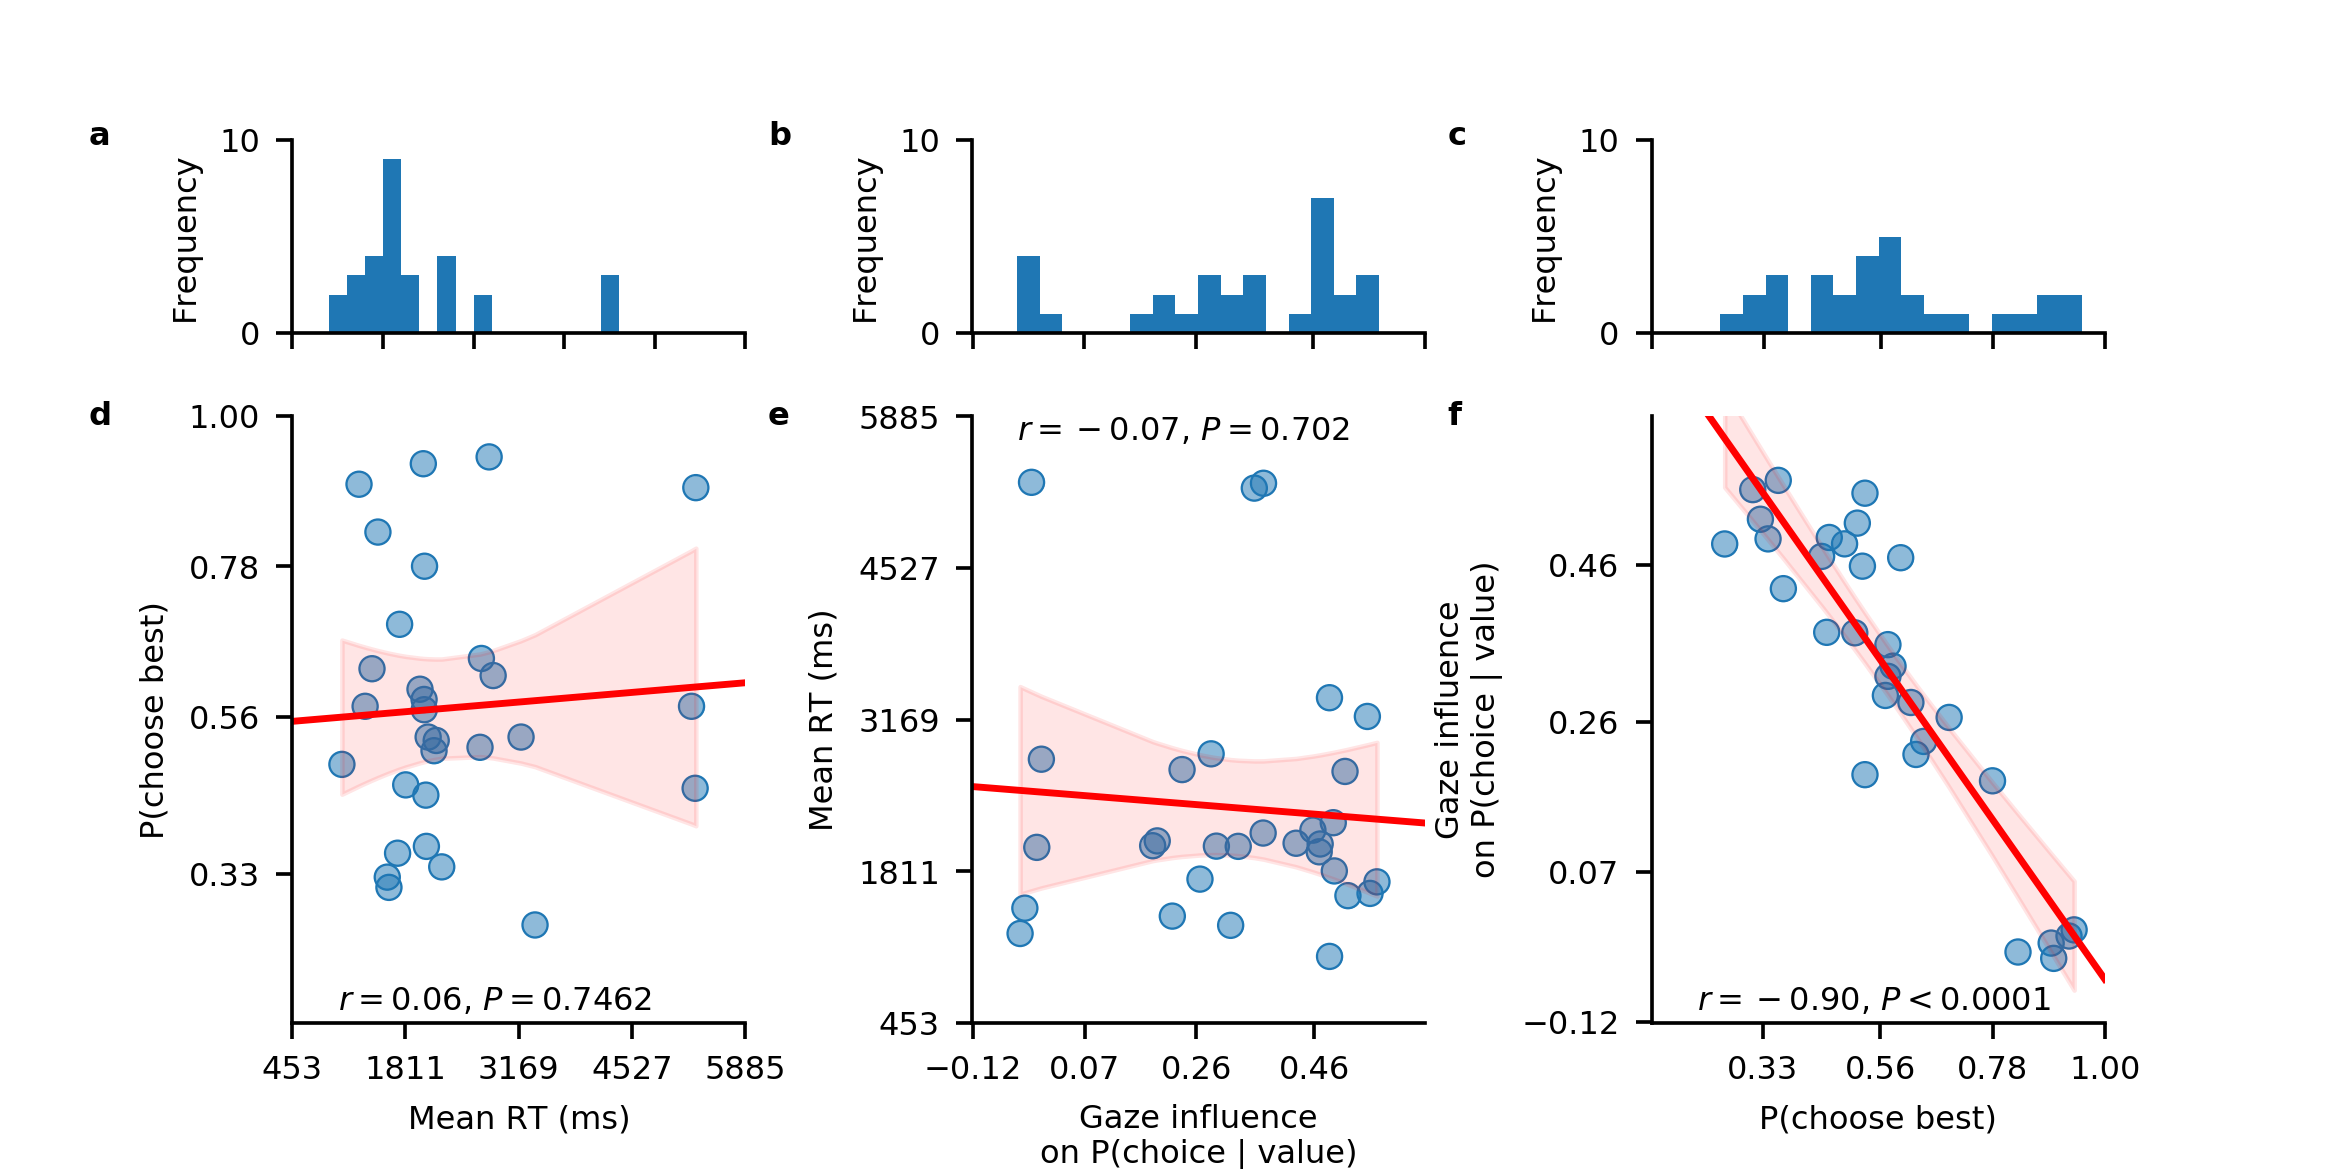 a
10
Frequency
0
b
10
Frequency
0
c
10
Frequency
0
d
1.00
0.78
0.56
0.33
P(choose best)
r = 0.06, P = 0.7462
453 1811 3169 4527 5885
Mean RT (ms)
e
5885
4527
3169
1811
453
Mean RT (ms)
r = −0.07, P = 0.702
−0.12 0.07 0.26 0.46
Gaze influence
on P(choice | value)
f
0.46
0.26
0.07
−0.12
Gaze influence
on P(choice | value)
r = −0.90, P < 0.0001
0.33 0.56 0.78 1.00
P(choose best)